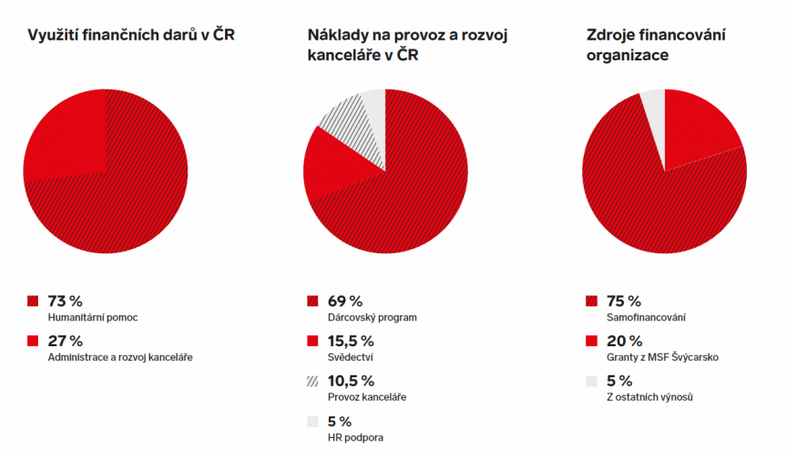 Využití finančních darů v ČR
73 %
Humanitární pomoc
27 %
Administrace a rozvoj kanceláře
Náklady na provoz a rozvoj
kanceláře v ČR
69 %
Dárcovský program
15,5 %
Svědectví
10,5 %
Provoz kanceláře
5 %
HR podpora
Zdroje financování
organizace
75 %
Samofinancování
20 %
Granty z MSF Švýcarsko
5 %
Z ostatních výnosů